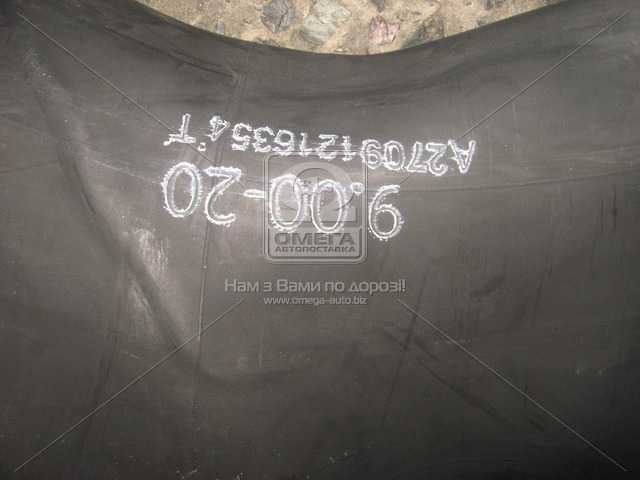 9.00-20
A27091216354 T
ОМЕГА
АВТОПОСТАВКА
Нам з Вами по дорозі!
www.omega-auto.biz